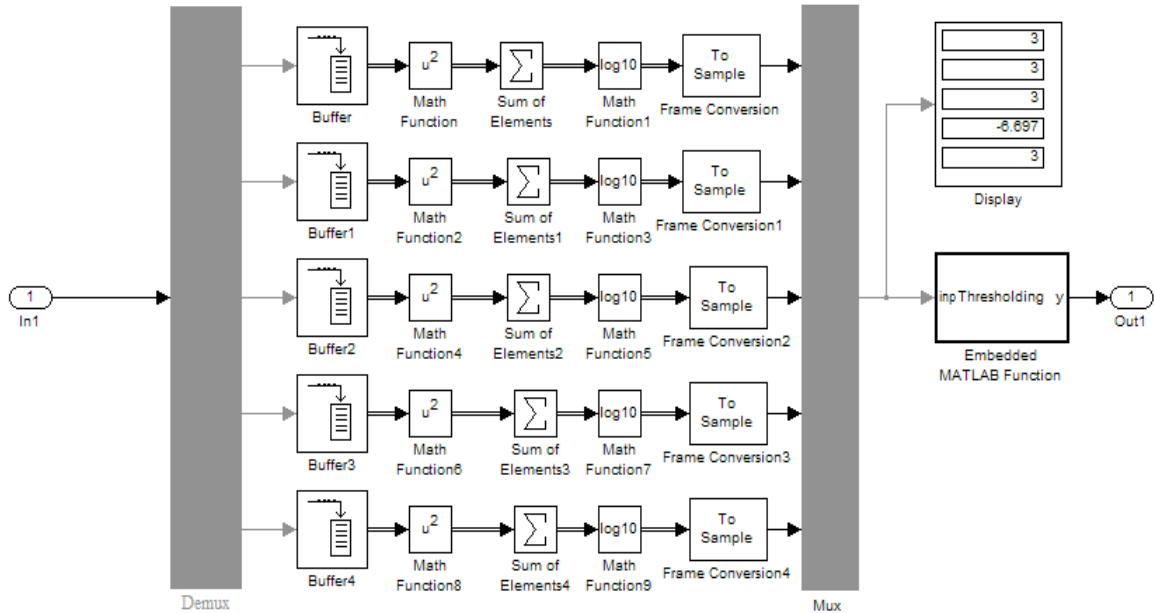 u²
log10
To
Sample
Buffer
Math
Function
Sum of
Elements
Math
Function1
Frame Conversion
3
3
3
-6.697
3
Display
u²
log10
To
Sample
Buffer1
Math
Function2
Sum of
Elements1
Math
Function3
Frame Conversion1
1
In1
u²
log10
To
Sample
Buffer2
Math
Function4
Sum of
Elements2
Math
Function5
Frame Conversion2
inp Thresholding y
Embedded
MATLAB Function
1
Out1
u²
log10
To
Sample
Buffer3
Math
Function6
Sum of
Elements3
Math
Function7
Frame Conversion3
u²
log10
To
Sample
Buffer4
Math
Function8
Sum of
Elements4
Math
Function9
Frame Conversion4
Demux
Mux